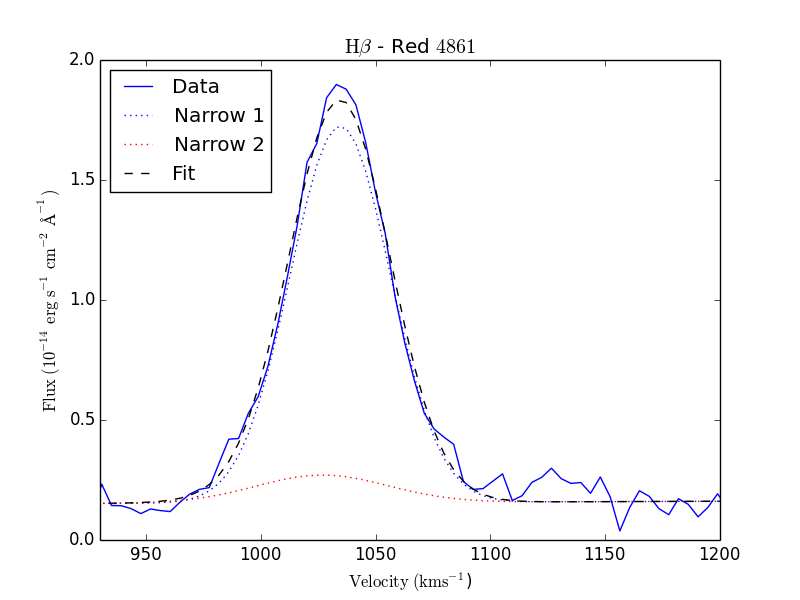 Hβ - Red 4861
Data
Narrow 1
Narrow 2
Fit
Flux (10⁻¹⁴ erg s⁻¹ cm⁻² Å⁻¹)
2.0
1.5
1.0
0.5
0.0
950 1000 1050 1100 1150 1200
Velocity (kms⁻¹)